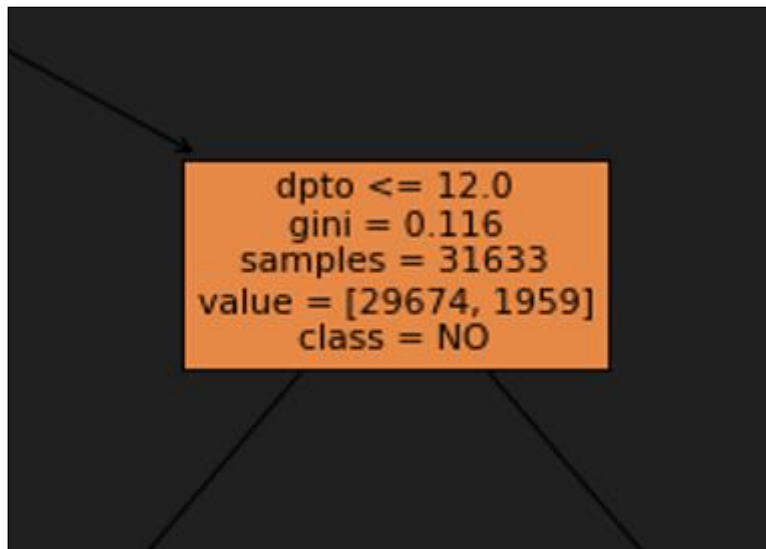 dpto <= 12.0
gini = 0.116
samples = 31633
value = [29674, 1959]
class = NO